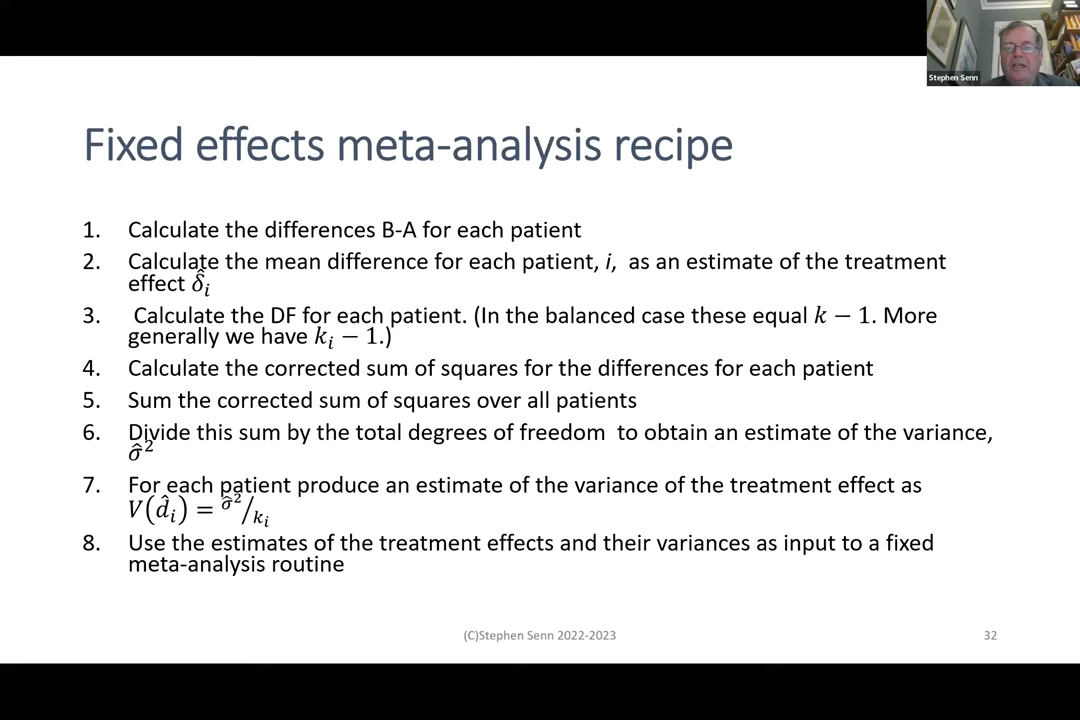 Stephen Senn
Fixed effects meta-analysis recipe
1. Calculate the differences B-A for each patient
2. Calculate the mean difference for each patient, i, as an estimate of the treatment
effect δ̂ᵢ
3. Calculate the DF for each patient. (In the balanced case these equal k − 1. More
generally we have kᵢ − 1.)
4. Calculate the corrected sum of squares for the differences for each patient
5. Sum the corrected sum of squares over all patients
6. Divide this sum by the total degrees of freedom to obtain an estimate of the variance,
σ̂²
7. For each patient produce an estimate of the variance of the treatment effect as
V(d̂ᵢ) = σ̂²/kᵢ
8. Use the estimates of the treatment effects and their variances as input to a fixed
meta-analysis routine
(C)Stephen Senn 2022-2023
32